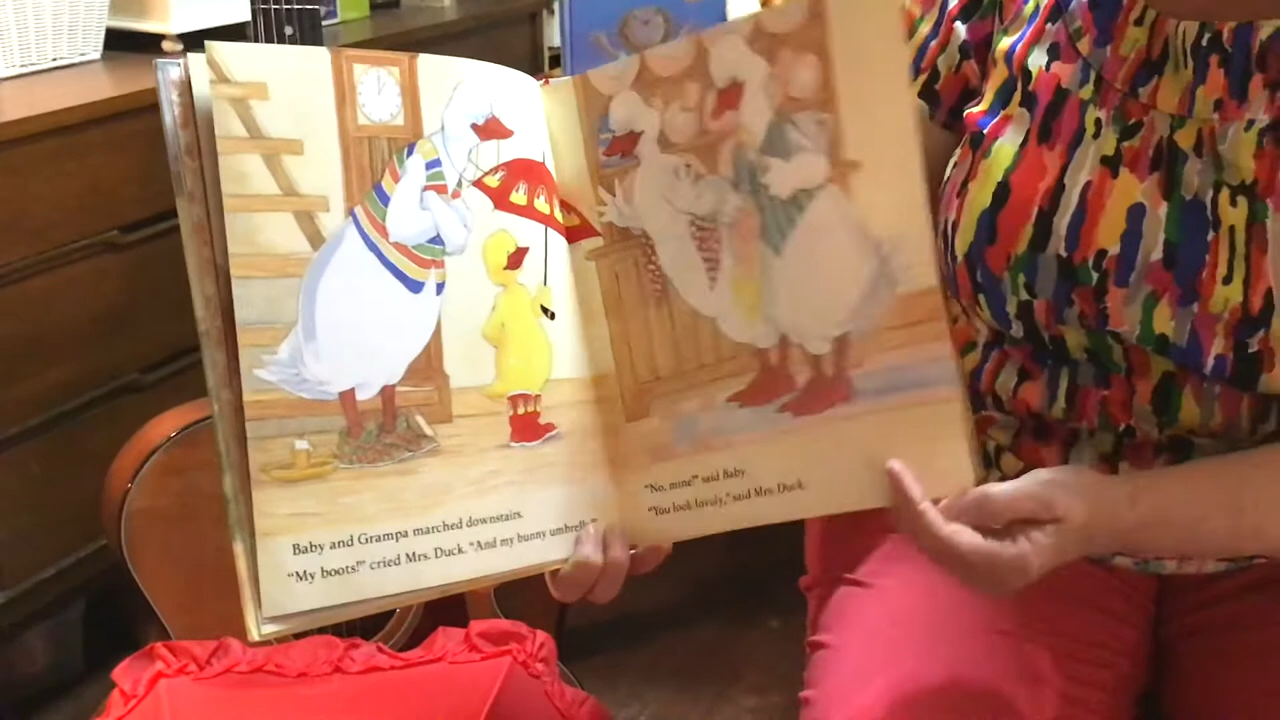 Baby and Grampa marched downstairs.
"My boots!" cried Mrs. Duck. "And my bunny umbrella!"
"No, mine!" said Baby.
"You look lovely," said Mrs. Duck.